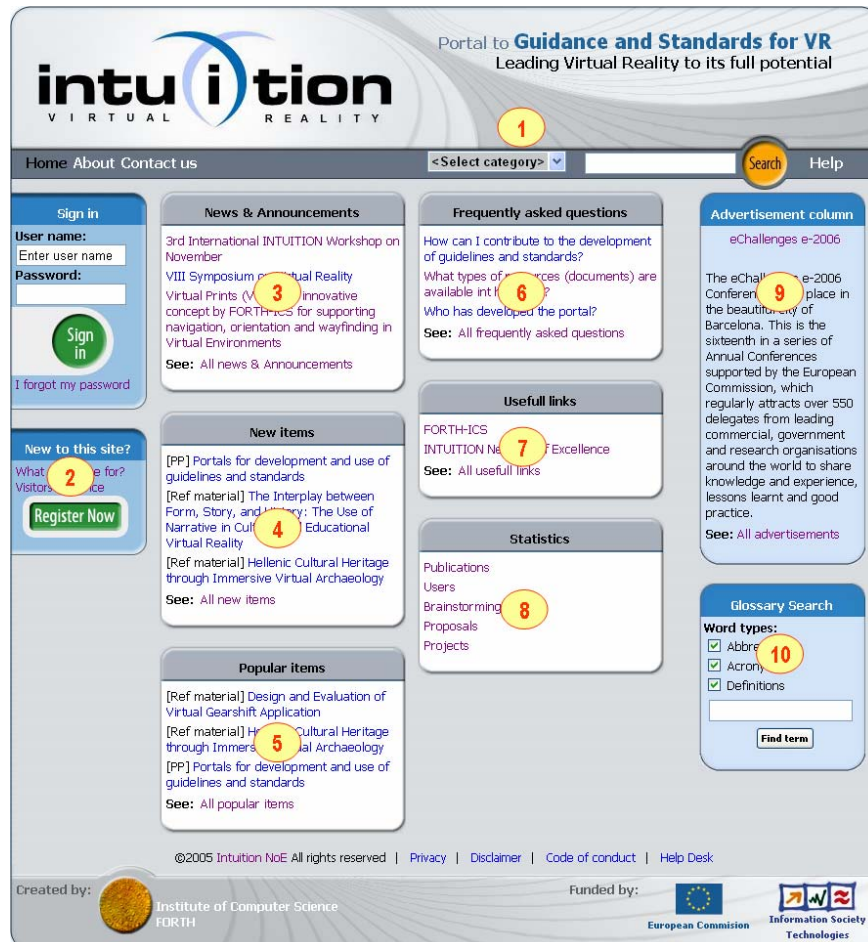 intuition
VIRTUAL REALITY
Portal to Guidance and Standards for VR
Leading Virtual Reality to its full potential
1
Home About Contact us
<Select category>
Search
Help
Sign in
User name:
Enter user name
Password:
Sign
in
I forgot my password
New to this site?
What for?
2
Visitors
Register Now
News & Announcements
3rd International INTUITION Workshop on
November
VIII Symposium Virtual Reality
Virtual Prints innovative
3
concept by FORTH-ICS for supporting
navigation, orientation and wayfinding in
Virtual Environments
See: All news & Announcements
New items
[PP] Portals for development and use of
guidelines and standards
[Ref material] The Interplay between
Form, Story, and : The Use of
4
Narrative in Educational
Virtual Reality
[Ref material] Hellenic Cultural Heritage
through Immersive Virtual Archaeology
See: All new items
Popular items
[Ref material] Design and Evaluation of
Virtual Gearshift Application
[Ref material] Cultural Heritage
5
through Archaeology
[PP] Portals for development and use of
guidelines and standards
See: All popular items
Frequently asked questions
How can I contribute to the development
of guidelines and standards?
What types of (documents) are
6
available int
Who has developed the portal?
See: All frequently asked questions
Usefull links
FORTH-ICS
INTUITION of Excellence
7
See: All usefull links
Statistics
Publications
Users
Brainstorming
8
Proposals
Projects
Advertisement column
eChallenges e-2006
The e-2006
9
place in
the beautiful city of
Barcelona. This is the
sixteenth in a series of
Annual Conferences
supported by the European
Commission, which
regularly attracts over 550
delegates from leading
commercial, government
and research organisations
around the world to share
knowledge and experience,
lessons learnt and good
practice.
See: All advertisements
Glossary Search
Word types:
10
Definitions
Find term
©2005 Intuition NoE All rights reserved | Privacy | Disclaimer | Code of conduct | Help Desk
Created by:
Institute of Computer Science
FORTH
Funded by:
European Commision
Information Society
Technologies